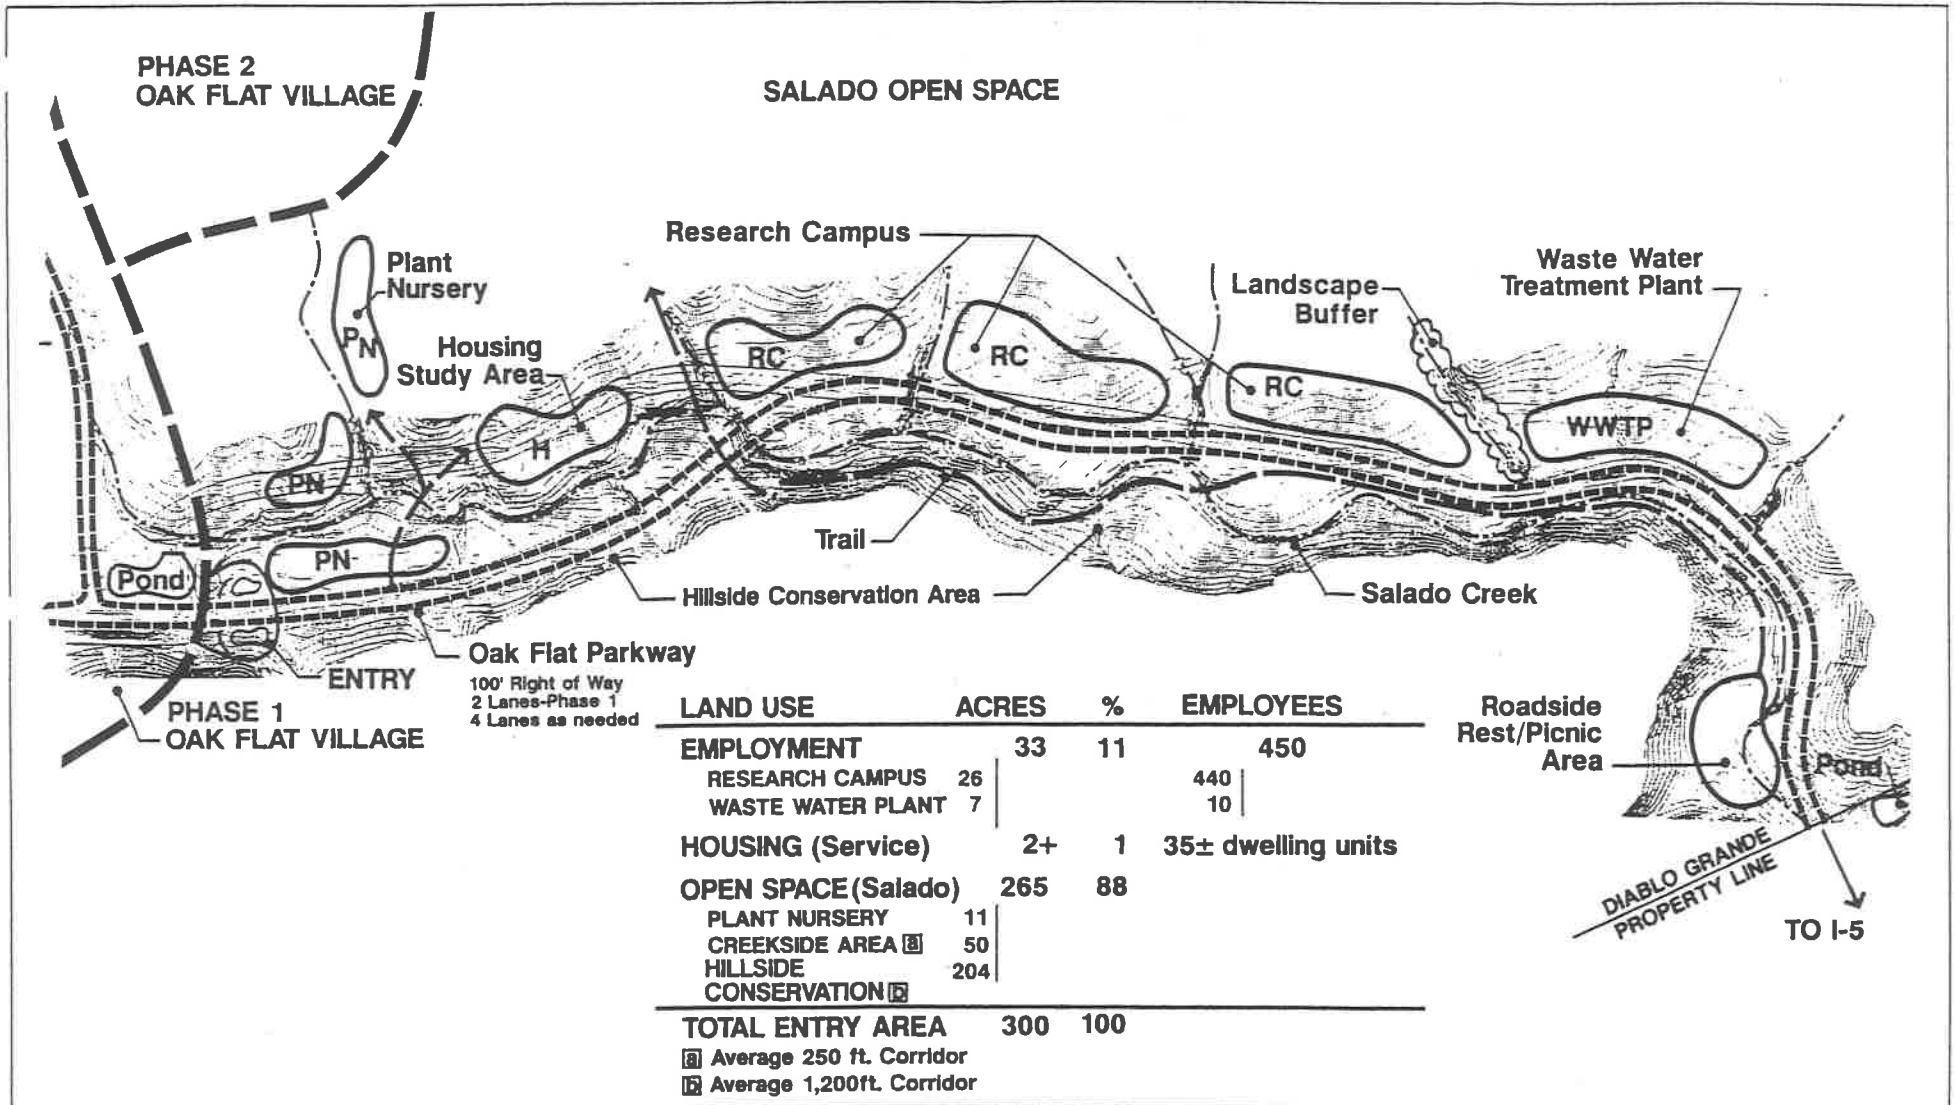 PHASE 2
OAK FLAT VILLAGE
SALADO OPEN SPACE
Research Campus
Plant
Nursery
PN
Housing
Study Area
Landscape
Buffer
Waste Water
Treatment Plant
RC
RC
RC
WWTP
H
PN
PN
Pond
Trail
Hillside Conservation Area
Salado Creek
Oak Flat Parkway
100' Right of Way
2 Lanes-Phase 1
4 Lanes as needed
ENTRY
PHASE 1
OAK FLAT VILLAGE
Roadside
Rest/Picnic
Area
Pond
DIABLO GRANDE
PROPERTY LINE
TO I-5
LAND USE ACRES % EMPLOYEES
EMPLOYMENT 33 11 450
RESEARCH CAMPUS 26 440
WASTE WATER PLANT 7 10
HOUSING (Service) 2+ 1 35± dwelling units
OPEN SPACE (Salado) 265 88
PLANT NURSERY 11
CREEKSIDE AREA a 50
HILLSIDE 204
CONSERVATION b
TOTAL ENTRY AREA 300 100
a Average 250 ft. Corridor
b Average 1,200ft. Corridor